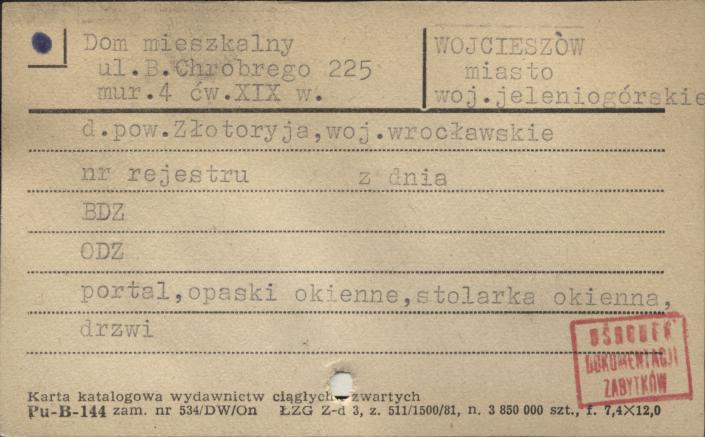 Dom mieszkalny
ul.B.Chrobrego 225
mur.4 ćw.XIX w.
WOJCIESZÓW
miasto
woj.jeleniogórskie
d.pow.Złotoryja,woj.wrocławskie
nr rejestru z dnia
BDZ
ODZ
portal,opaski okienne,stolarka okienna,
drzwi
OŚRODEK
DOKUMENTACJI
ZABYTKÓW
Karta katalogowa wydawnictw ciągłych zwartych
Pu-B-144 zam. nr 534/DW/On ŁZG Z-d 3, z. 511/1500/81, n. 3 850 000 szt., f. 7,4×12,0